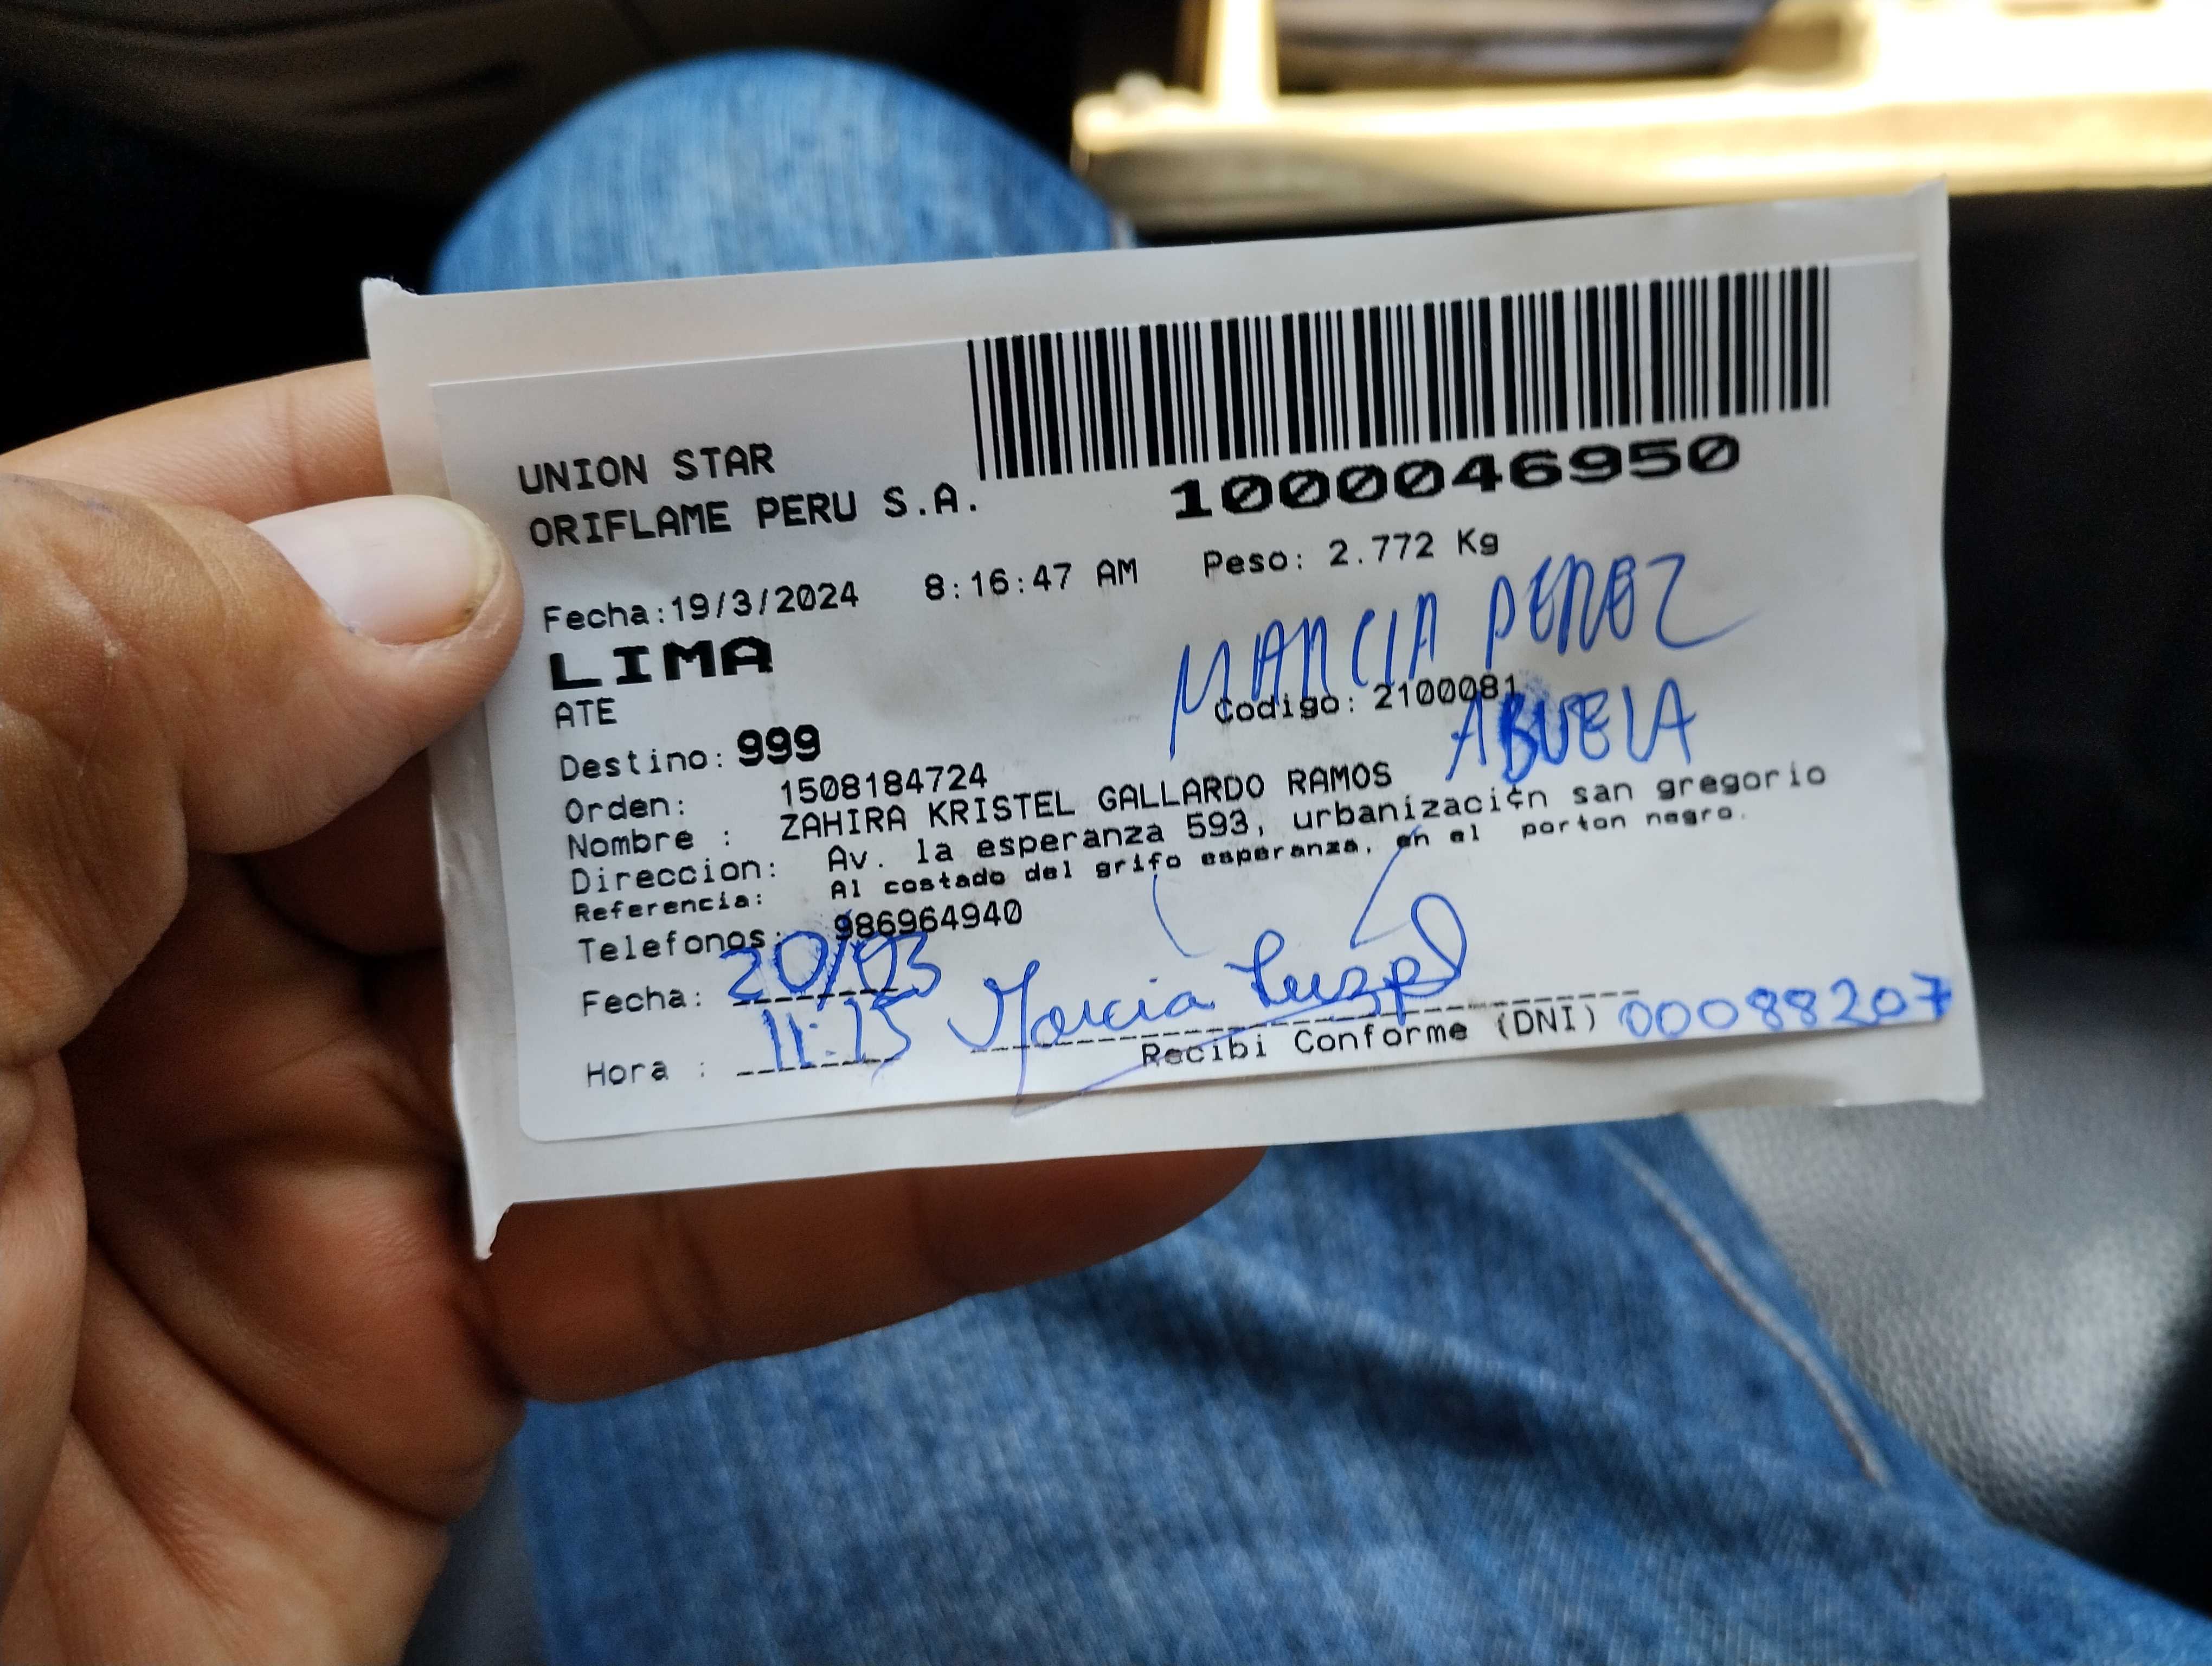 UNION STAR
ORIFLAME PERU S.A.
1000046950
Fecha:19/3/2024 8:16:47 AM Peso: 2.772 Kg
LIMA
MARCIA PEREZ
ATE
Codigo: 2100081
ABUELA
Destino: 999
Orden: 1508184724
Nombre : ZAHIRA KRISTEL GALLARDO RAMOS
Direccion: Av. la esperanza 593, urbanizaci¢n san gregorio
Referencia: Al costado del grifo esperanza, en el porton negro.
Telefonos: 986964940
Fecha: 20/03
Hora : 11:15
Marcia
Recibi Conforme (DNI) 00088207